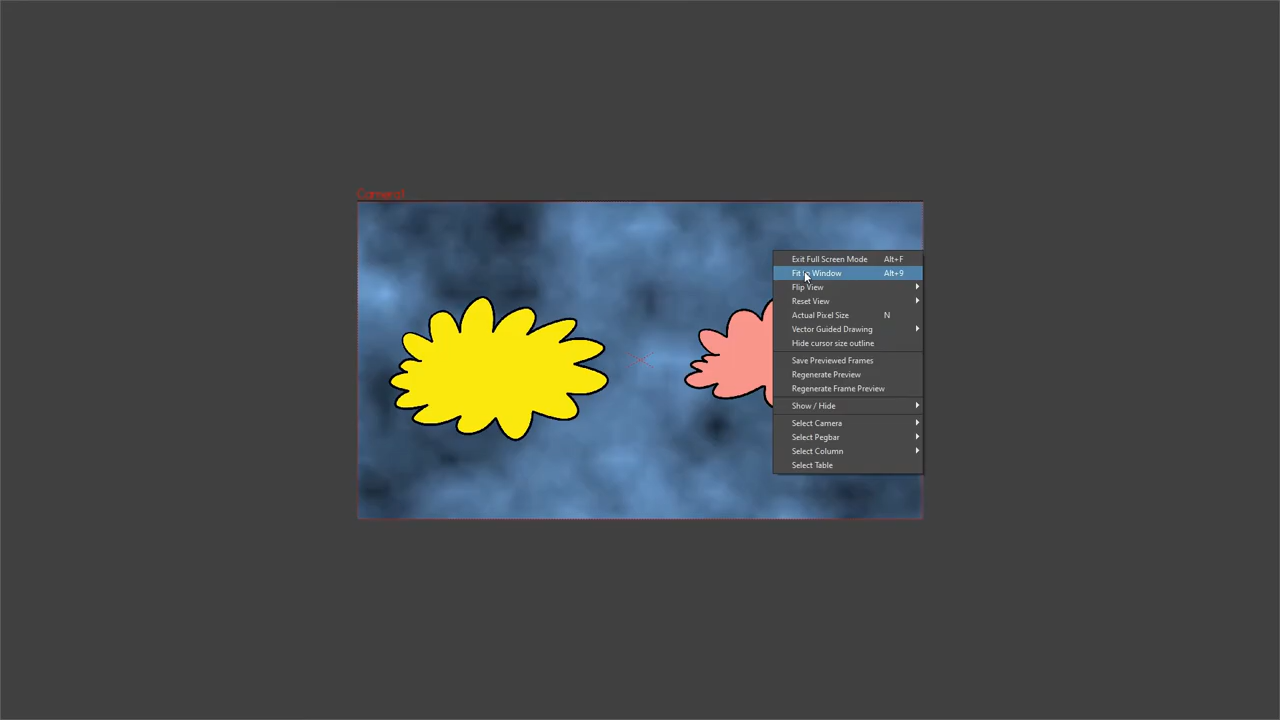 Camera1
Exit Full Screen Mode Alt+F
Fit to Window Alt+9
Flip View
Reset View
Actual Pixel Size N
Vector Guided Drawing
Hide cursor size outline
Save Previewed Frames
Regenerate Preview
Regenerate Frame Preview
Show / Hide
Select Camera
Select Pegbar
Select Column
Select Table